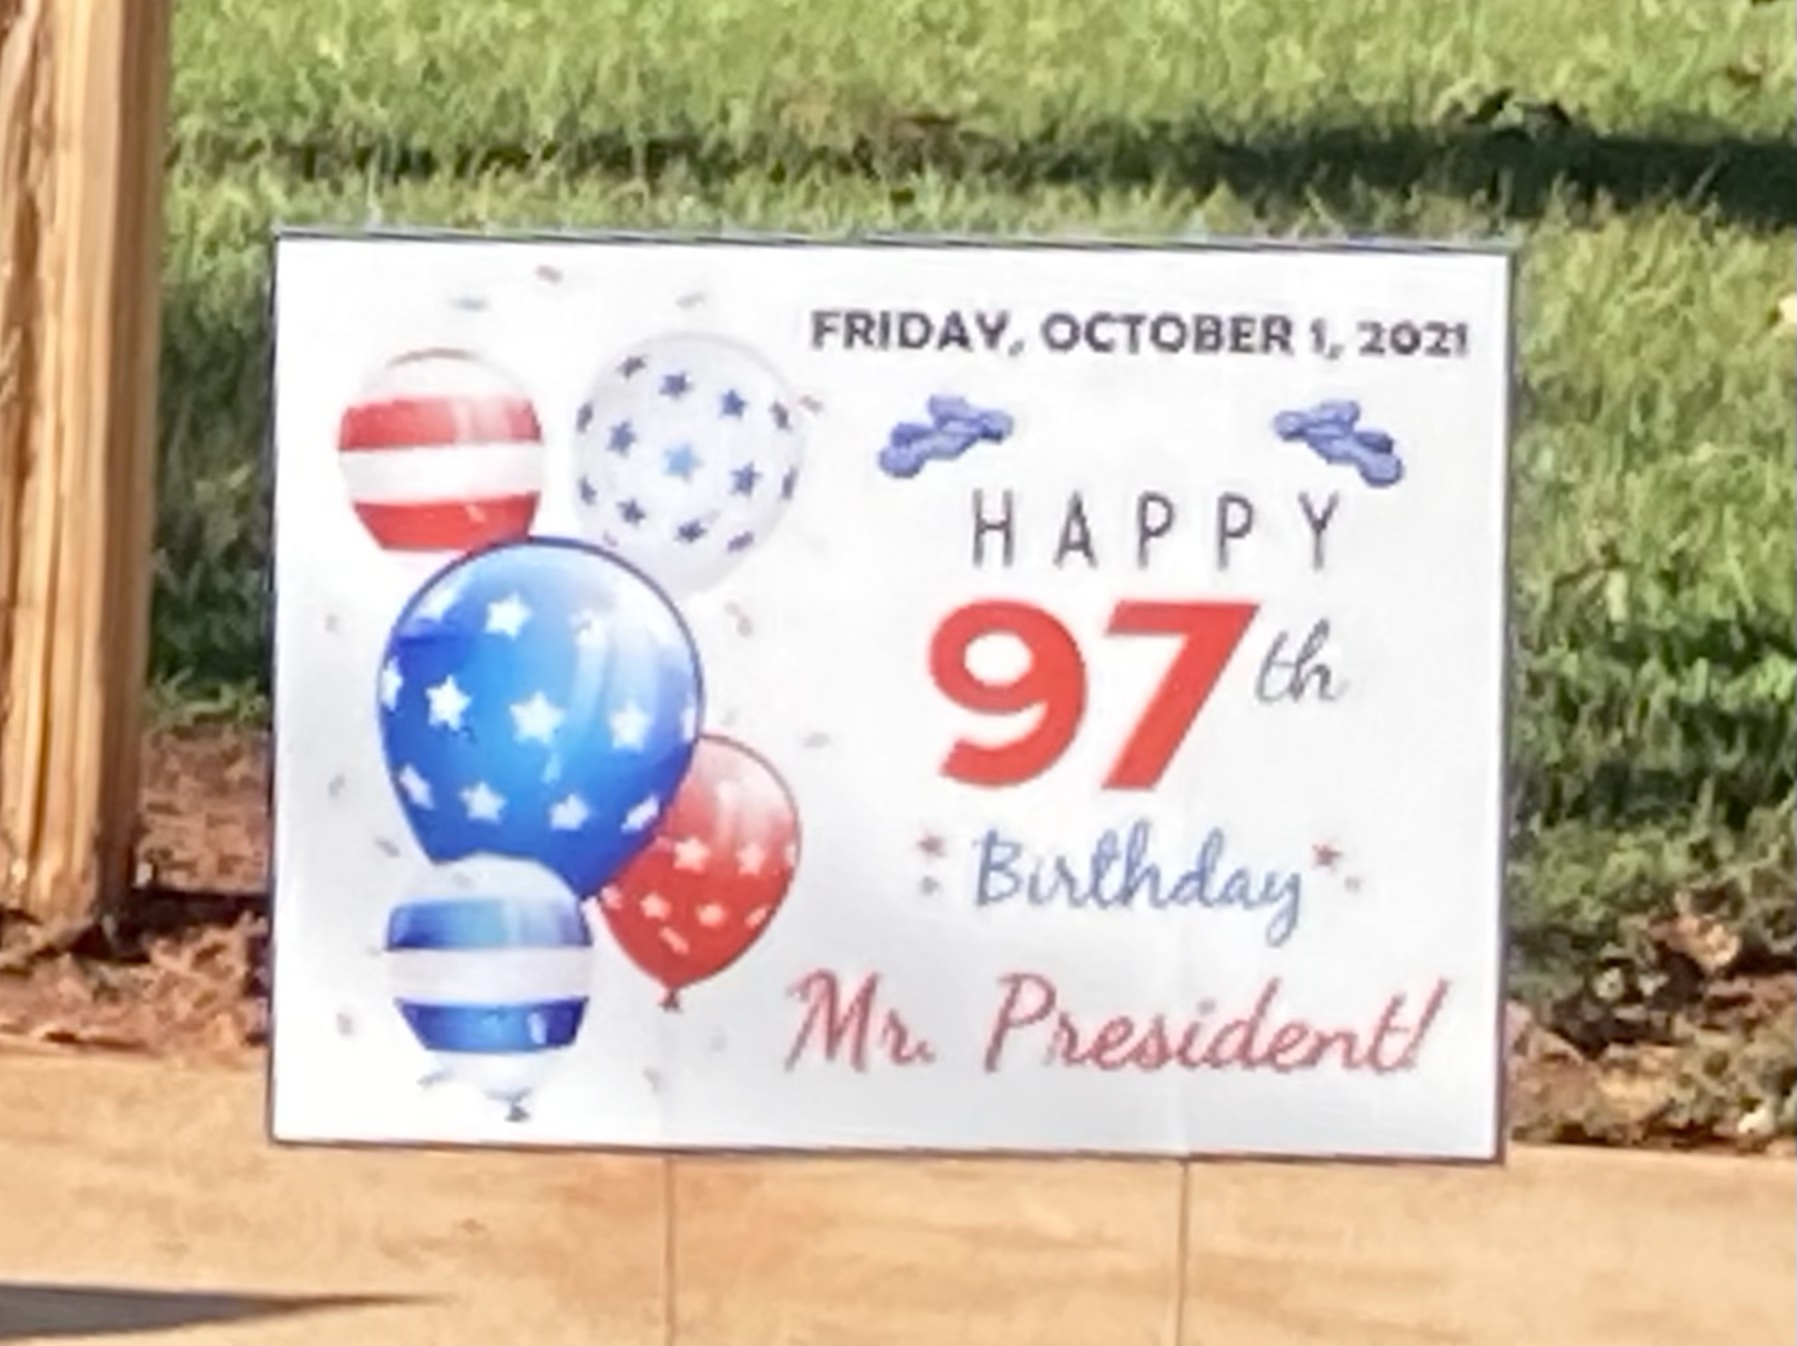 FRIDAY, OCTOBER 1, 2021
HAPPY
97th
Birthday
Mr. President!